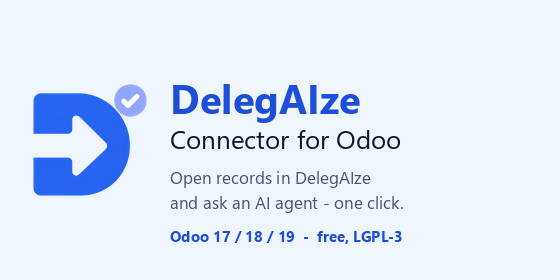 DelegAIze
Connector for Odoo
Open records in DelegAIze
and ask an AI agent - one click.
Odoo 17 / 18 / 19 - free, LGPL-3